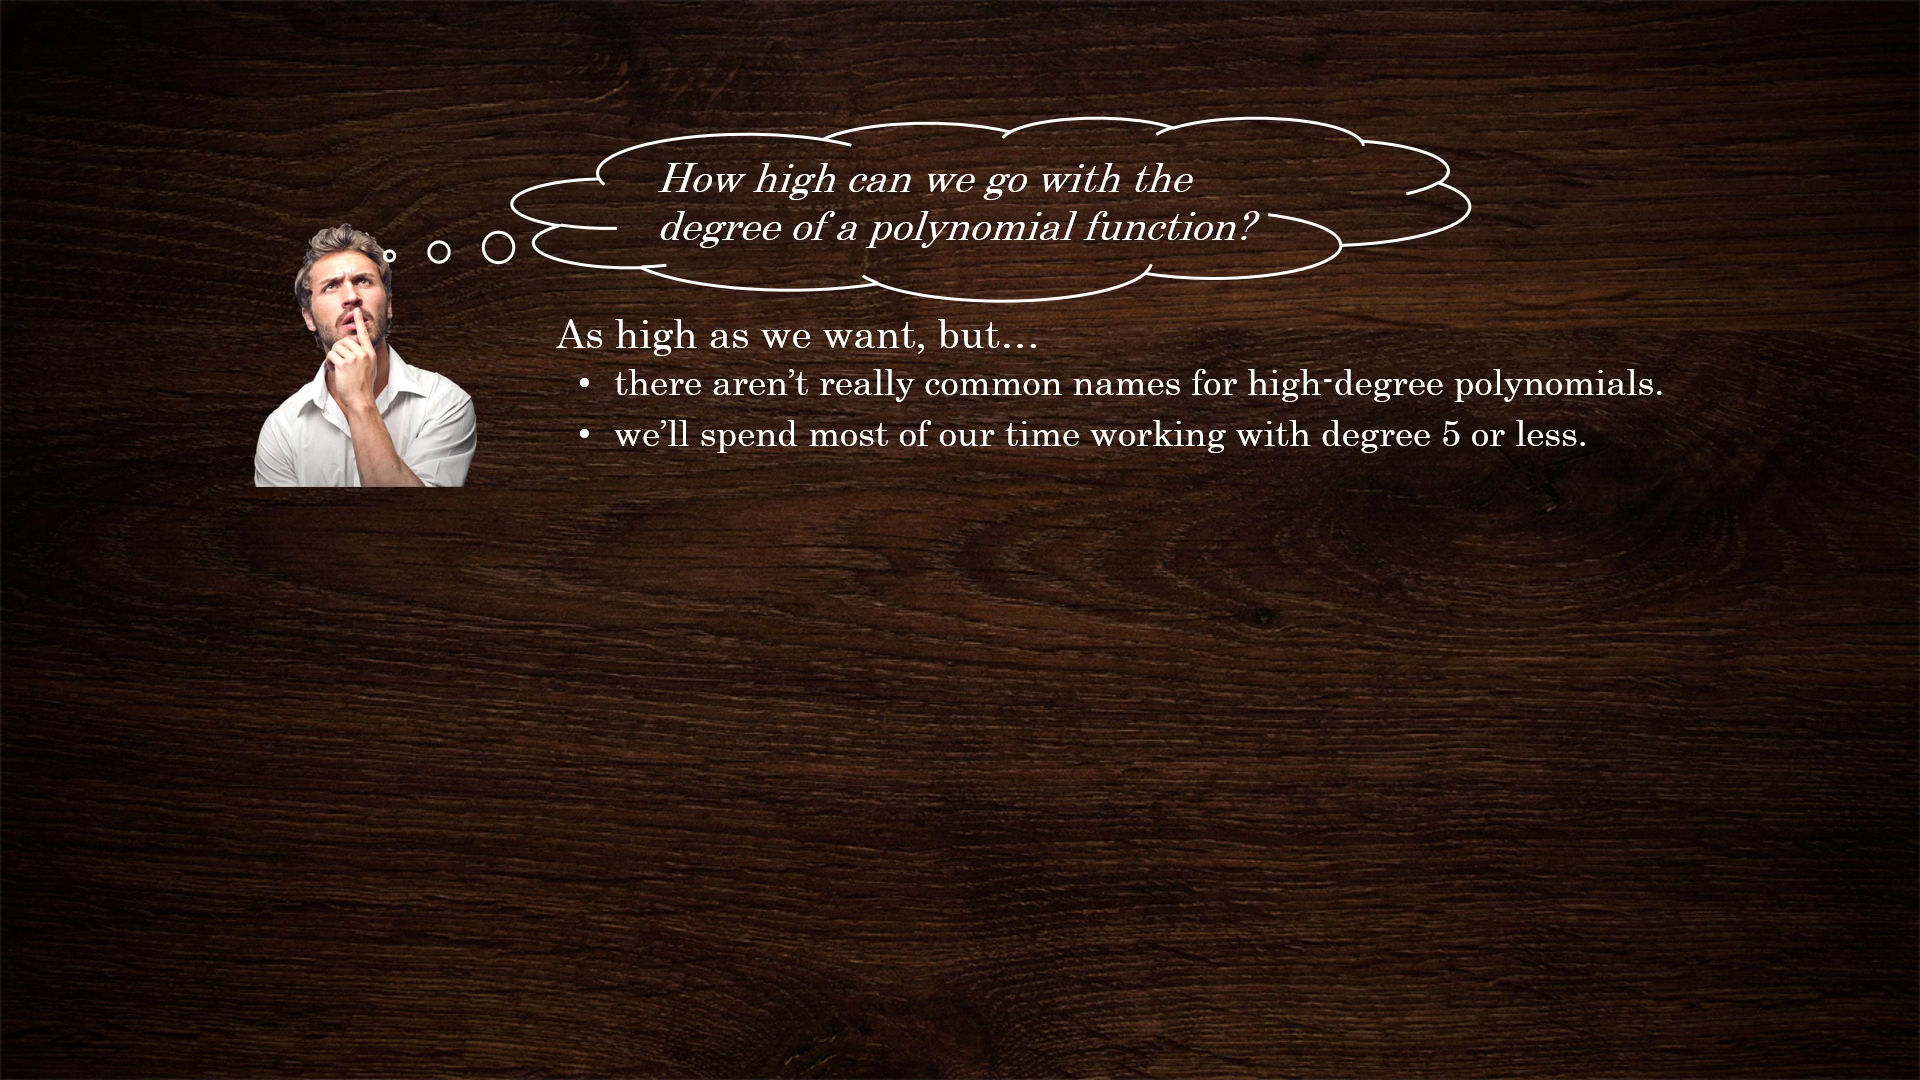 How high can we go with the
degree of a polynomial function?
As high as we want, but…
• there aren’t really common names for high-degree polynomials.
• we’ll spend most of our time working with degree 5 or less.